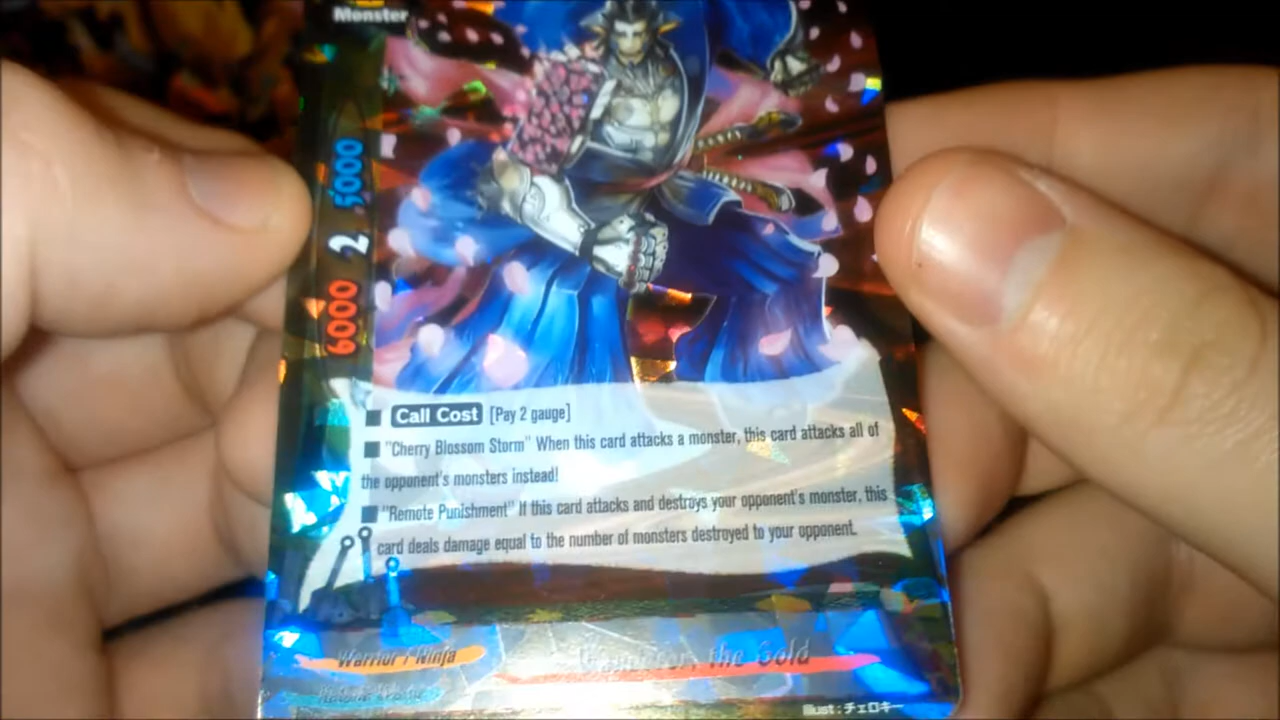 Monster
5000
2
6000
■ Call Cost [Pay 2 gauge]
■ "Cherry Blossom Storm" When this card attacks a monster, this card attacks all of
the opponent's monsters instead!
■ "Remote Punishment" If this card attacks and destroys your opponent's monster, this
card deals damage equal to the number of monsters destroyed to your opponent.
Warrior / Ninja
the Gold
Illust : チェロキー